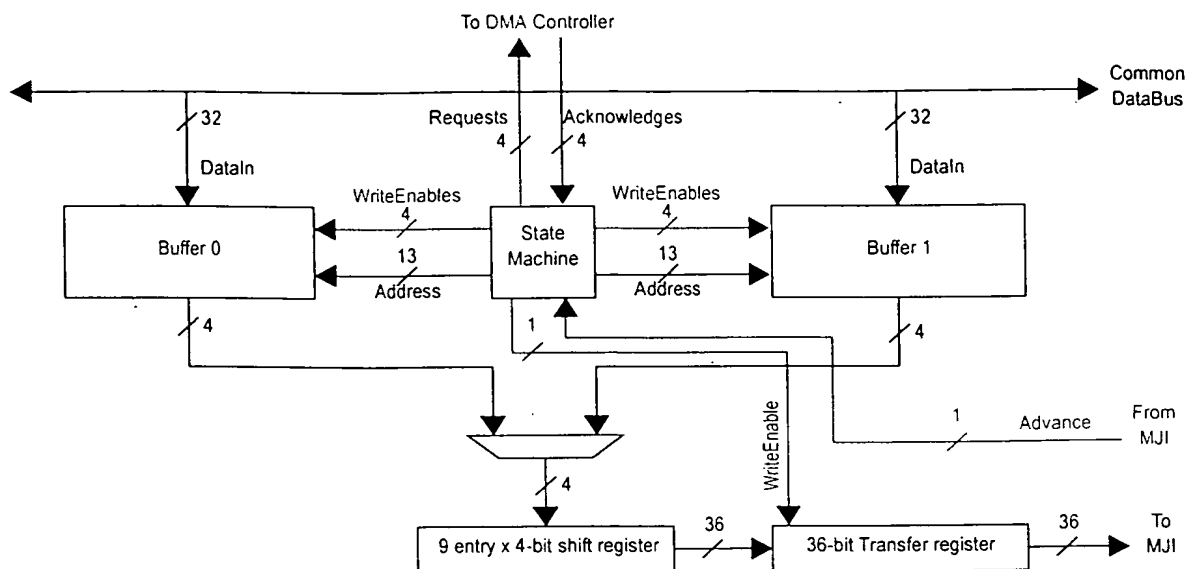 To DMA Controller
Common
DataBus
32
Requests
4
Acknowledges
4
32
DataIn
DataIn
WriteEnables
4
WriteEnables
4
Buffer 0
State
Machine
Buffer 1
13
Address
13
Address
4
1
4
WriteEnable
1
Advance
From
MJI
4
9 entry x 4-bit shift register
36
36-bit Transfer register
36
To
MJI